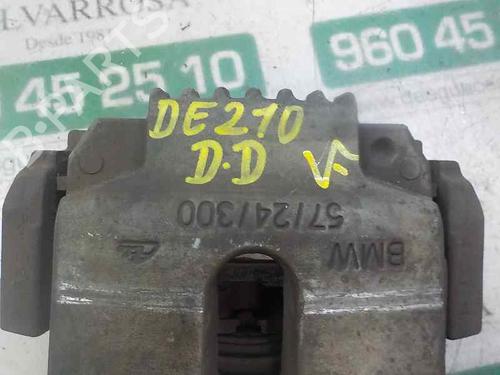 L VARROSA
Desde 198
960 45
45 25 10
DE210
D.D V
57/24/300
BMW